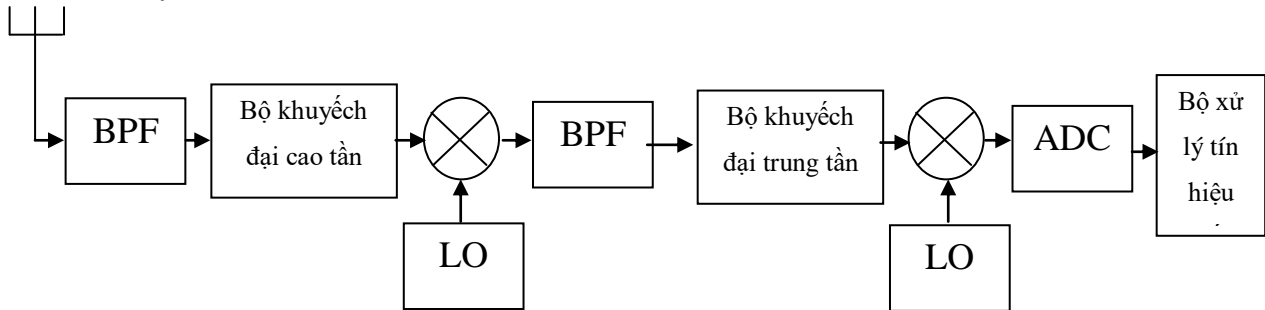 BPF
Bộ khuyếch
đại cao tần
LO
BPF
Bộ khuyếch
đại trung tần
LO
ADC
Bộ xử
lý tín
hiệu